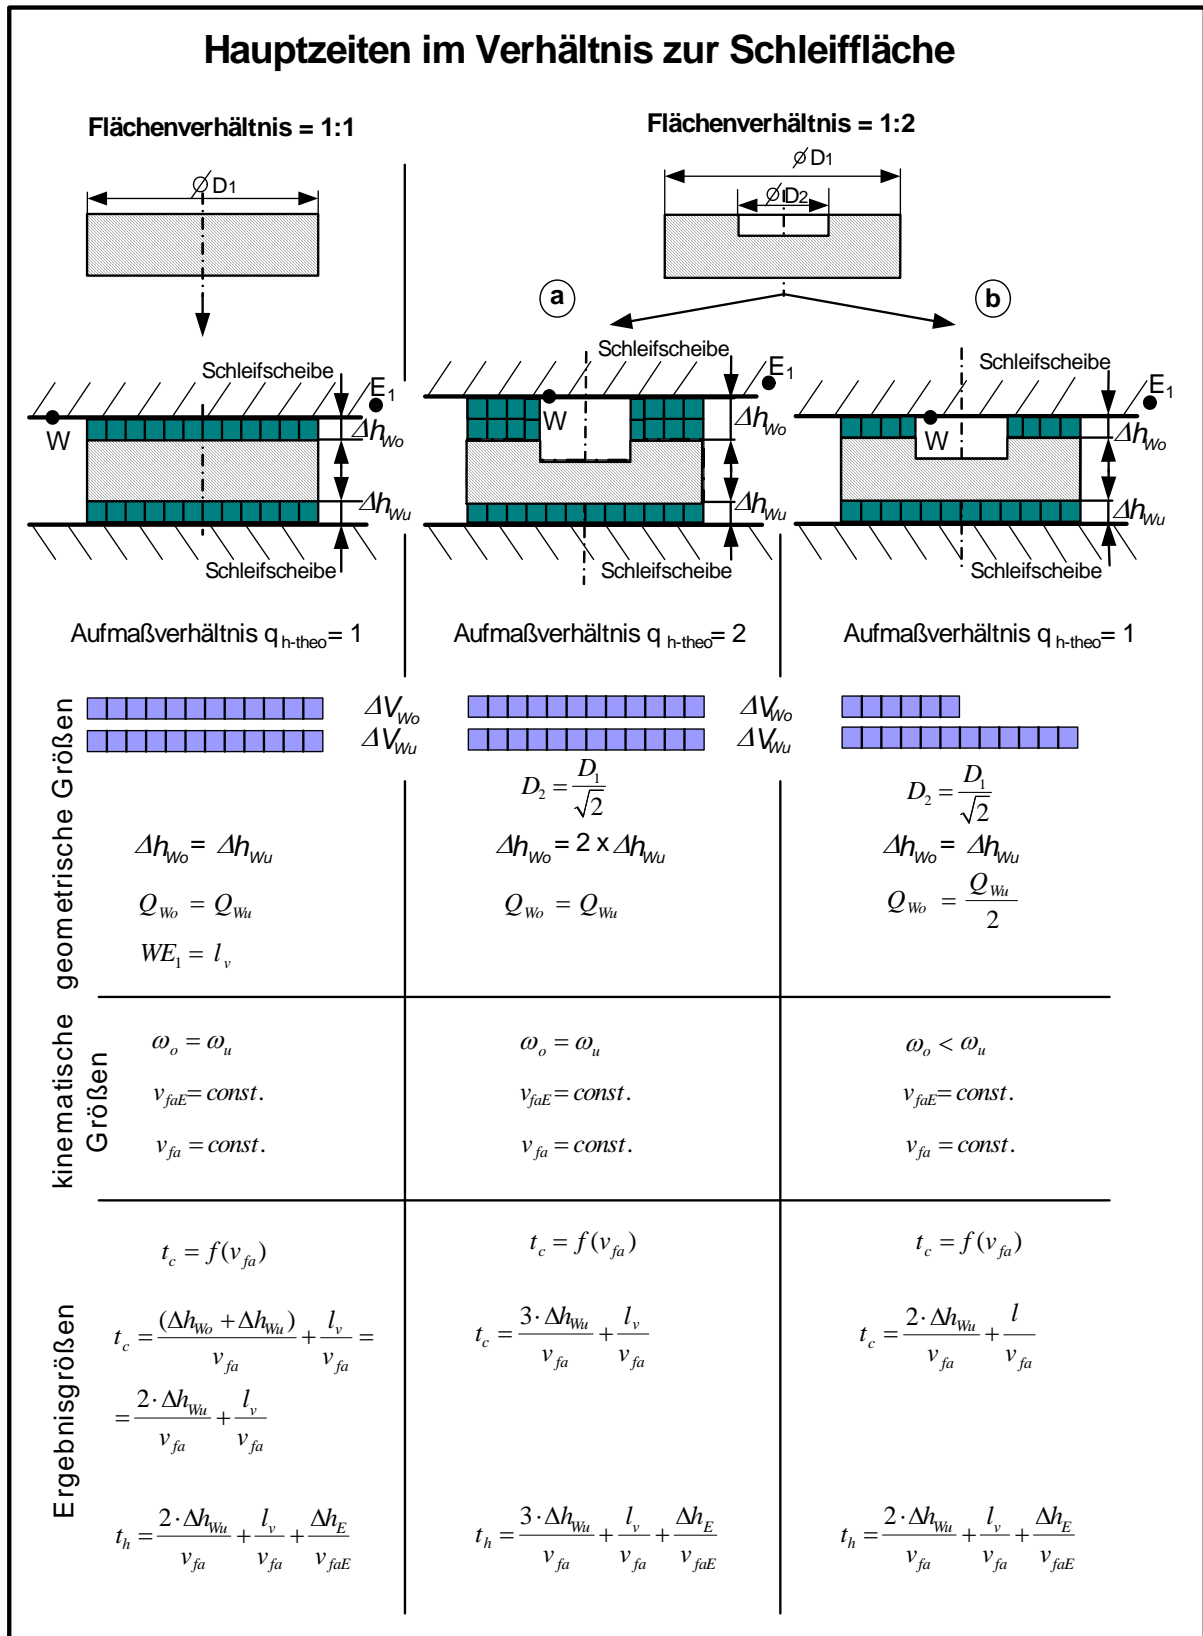 Hauptzeiten im Verhältnis zur Schleiffläche
Flächenverhältnis = 1:1
Flächenverhältnis = 1:2
⌀D1
⌀D1
⌀D2
a
b
Schleifscheibe
E1
W
ΔhWo
ΔhWu
Schleifscheibe
Schleifscheibe
E1
W
ΔhWo
ΔhWu
Schleifscheibe
Schleifscheibe
E1
W
ΔhWo
ΔhWu
Schleifscheibe
Aufmaßverhältnis q h-theo = 1
Aufmaßverhältnis q h-theo = 2
Aufmaßverhältnis q h-theo = 1
geometrische Größen
ΔVWo
ΔVWu
ΔhWo = ΔhWu
QWo = QWu
WE1 = lv
ΔVWo
ΔVWu
D2 = D1/√2
ΔhWo = 2 x ΔhWu
QWo = QWu
D2 = D1/√2
ΔhWo = ΔhWu
QWo = QWu/2
kinematische Größen
ωo = ωu
vfaE = const.
vfa = const.
ωo = ωu
vfaE = const.
vfa = const.
ωo < ωu
vfaE = const.
vfa = const.
Ergebnisgrößen
tc = f(vfa)
tc = (ΔhWo + ΔhWu)/vfa + lv/vfa =
= 2·ΔhWu/vfa + lv/vfa
th = 2·ΔhWu/vfa + lv/vfa + ΔhE/vfaE
tc = f(vfa)
tc = 3·ΔhWu/vfa + lv/vfa
th = 3·ΔhWu/vfa + lv/vfa + ΔhE/vfaE
tc = f(vfa)
tc = 2·ΔhWu/vfa + l/vfa
th = 2·ΔhWu/vfa + lv/vfa + ΔhE/vfaE